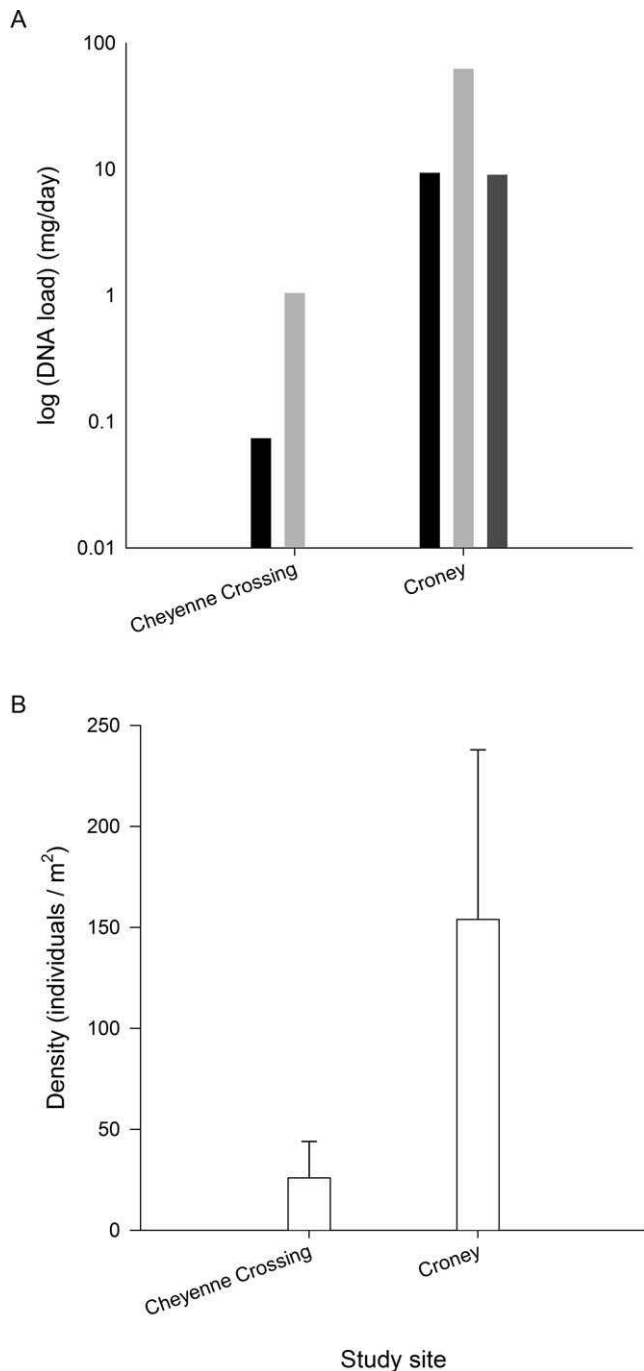 A
log (DNA load) (mg/day)
100
10
1
0.1
0.01
Cheyenne Crossing
Croney
B
Density (individuals / m²)
250
200
150
100
50
0
Cheyenne Crossing
Croney
Study site